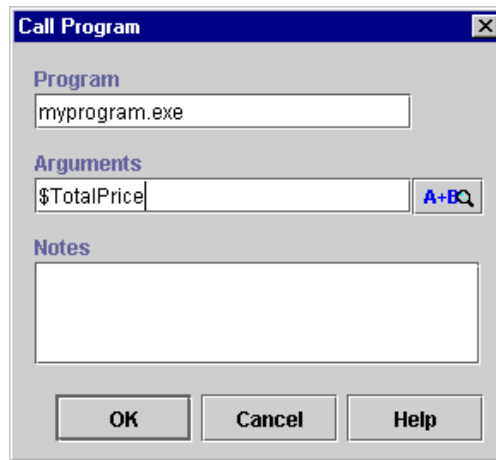 Call Program
Program
myprogram.exe
Arguments
$TotalPrice
A+B
Notes
OK Cancel Help